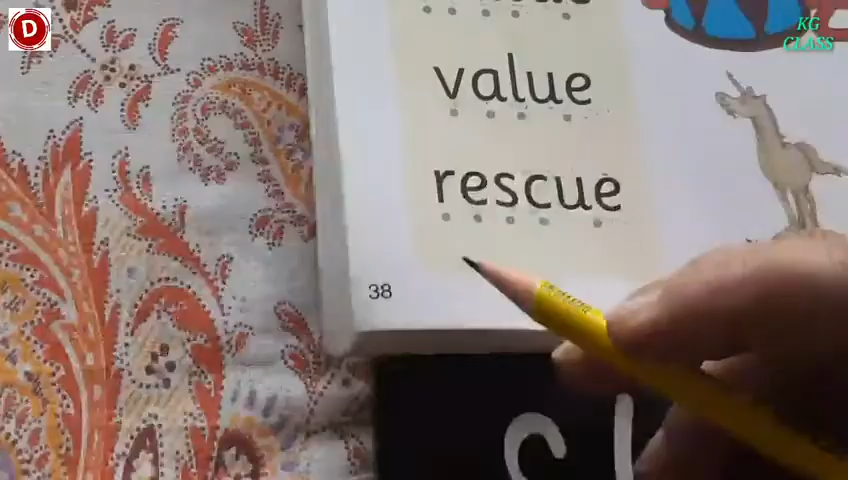 D
KG
CLASS
value
rescue
38